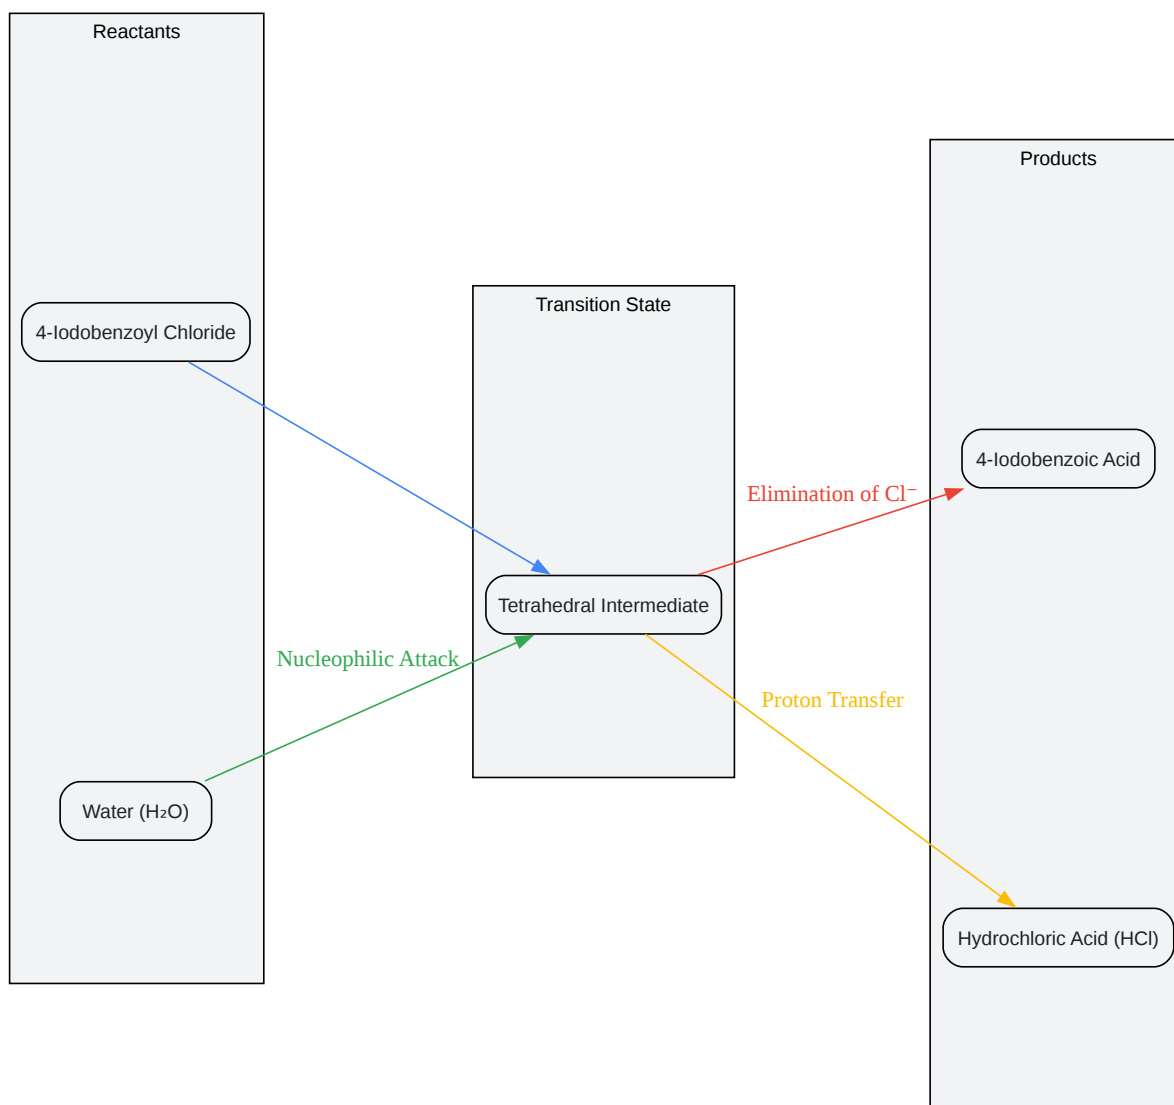 Reactants
4-Iodobenzoyl Chloride
Water (H₂O)
Nucleophilic Attack
Transition State
Tetrahedral Intermediate
Elimination of Cl⁻
Proton Transfer
Products
4-Iodobenzoic Acid
Hydrochloric Acid (HCl)